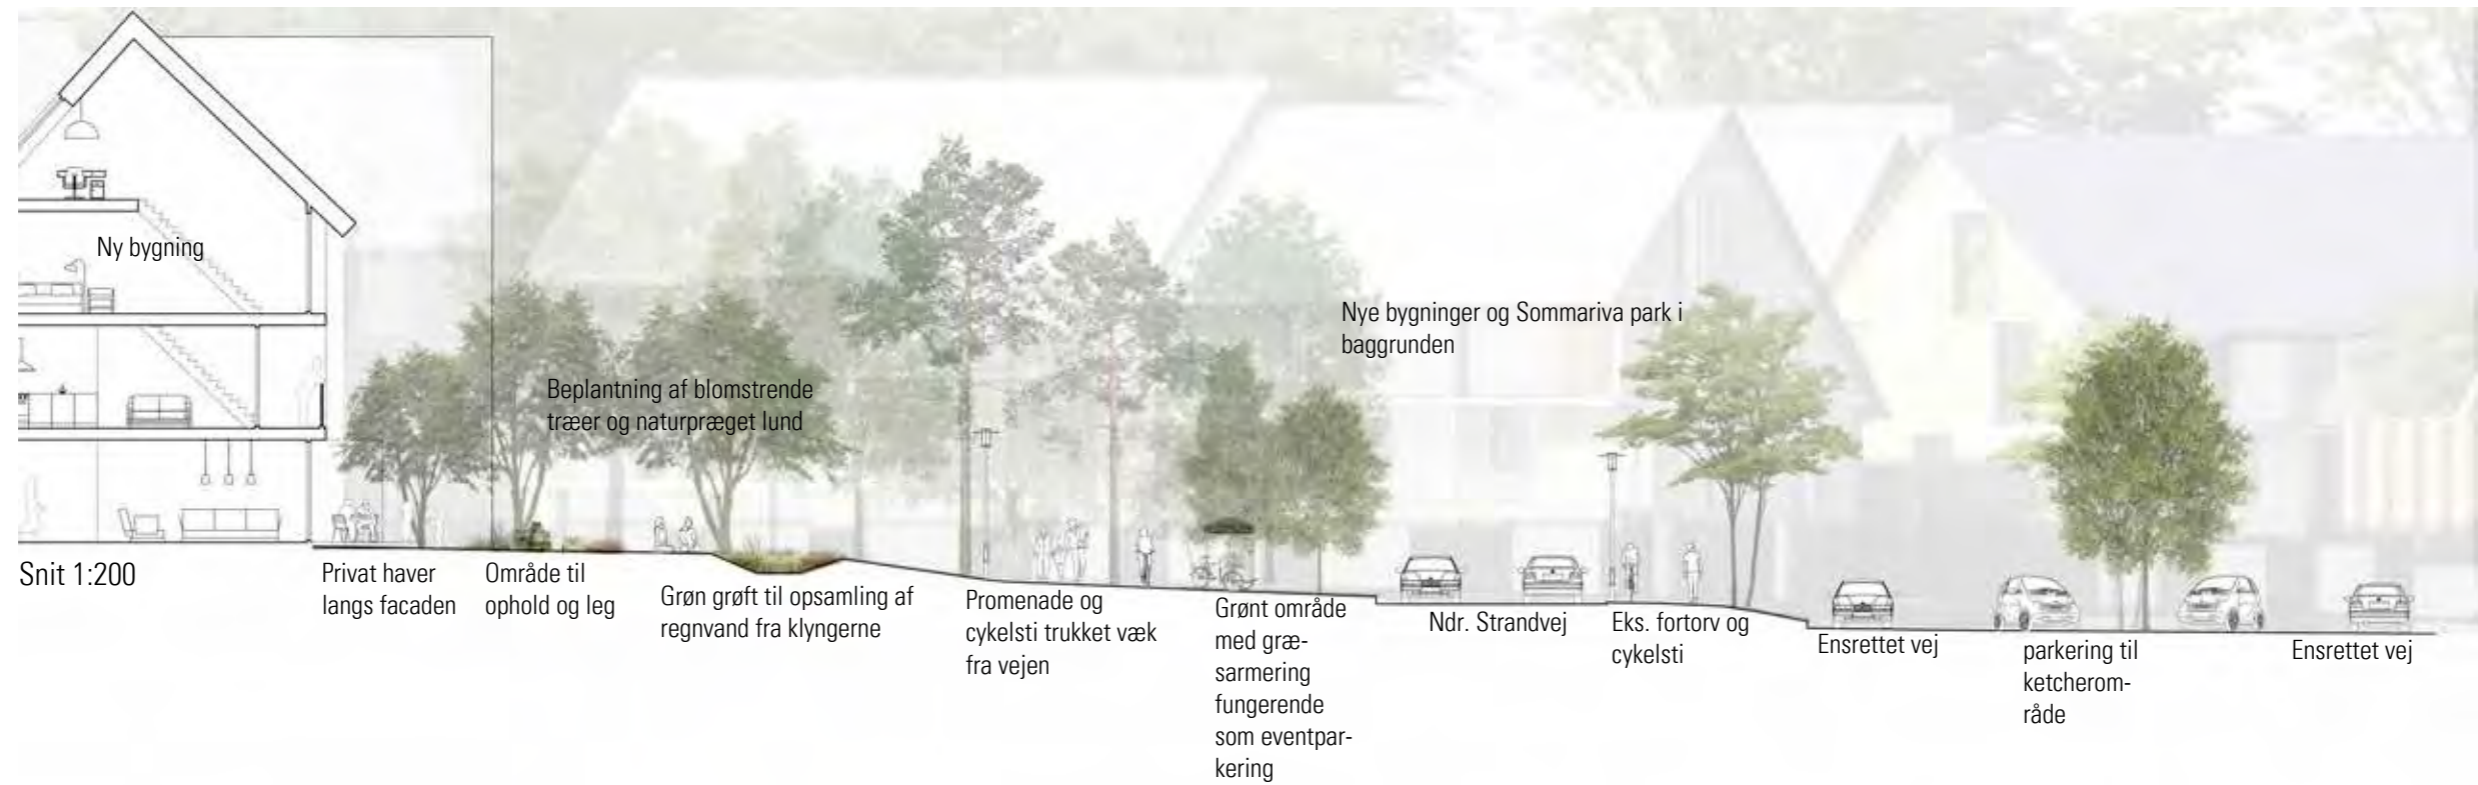 Ny bygning
Beplantning af blomstrende
træer og naturpræget lund
Nye bygninger og Sommariva park i
baggrunden
Snit 1:200
Privat haver
langs facaden
Område til
ophold og leg
Grøn grøft til opsamling af
regnvand fra klyngerne
Promenade og
cykelsti trukket væk
fra vejen
Grønt område
med græ-
sarmering
fungerende
som eventpar-
kering
Ndr. Strandvej
Eks. fortorv og
cykelsti
Ensrettet vej
parkering til
ketcherom-
råde
Ensrettet vej